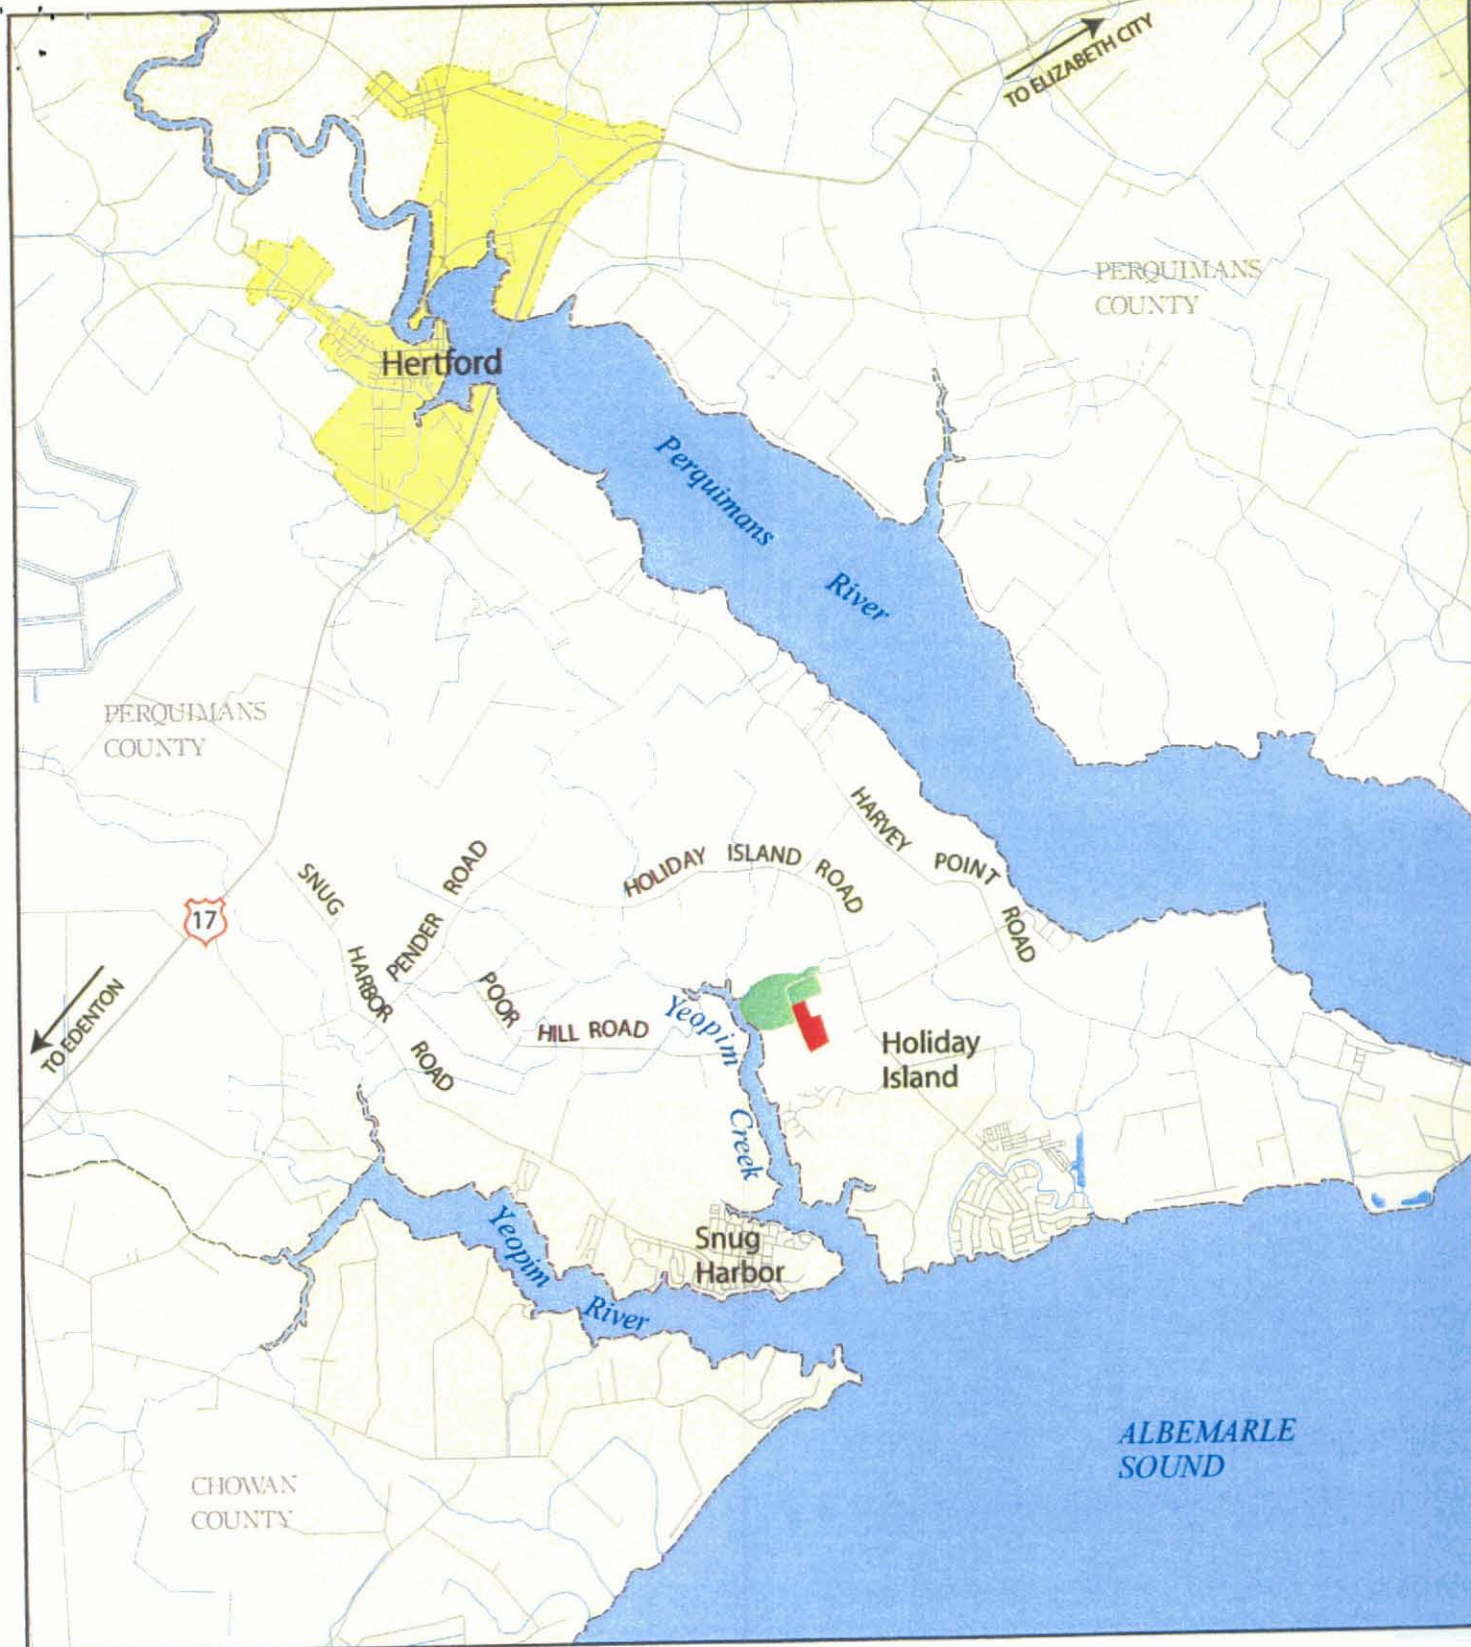 TO ELIZABETH CITY
PERQUIMANS
COUNTY
Hertford
Perquimans
River
PERQUIMANS
COUNTY
HARVEY POINT ROAD
HOLIDAY ISLAND ROAD
SNUG HARBOR ROAD
PENDER ROAD
17
POOR HILL ROAD
TO EDENTON
Yeopim
Creek
Holiday
Island
Yeopim
River
Snug
Harbor
ALBEMARLE
SOUND
CHOWAN
COUNTY